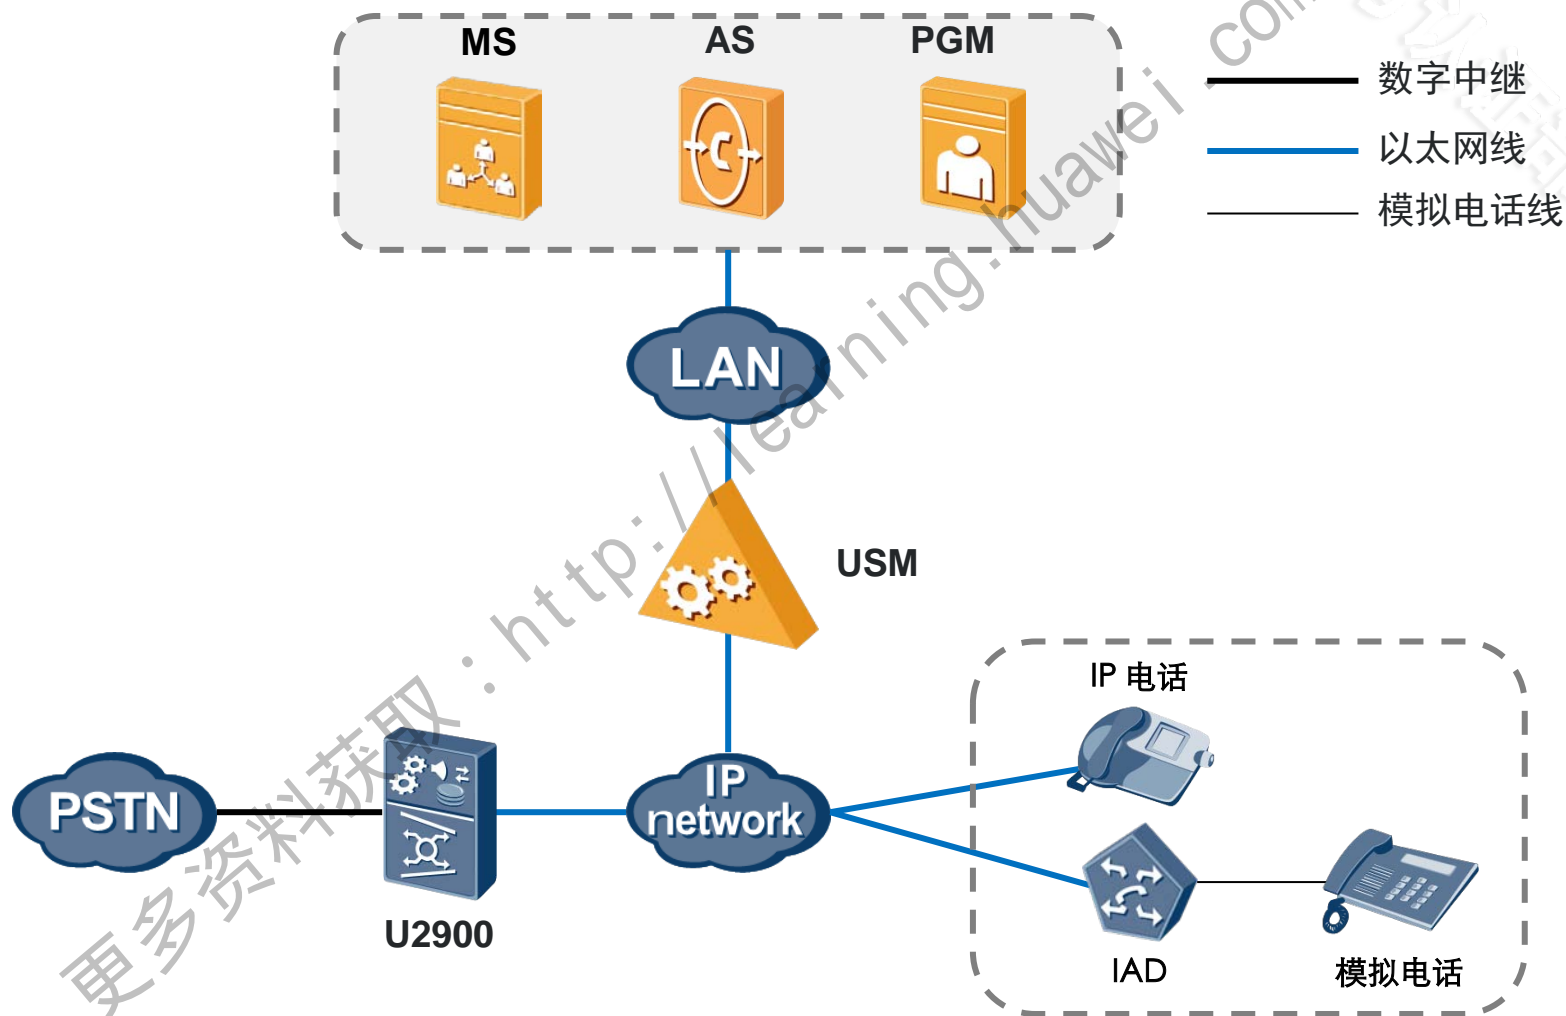 MS
AS
PGM
数字中继
以太网线
模拟电话线
LAN
USM
IP 电话
PSTN
IP
network
U2900
IAD
模拟电话
更多资料获取：http://learning.huawei.com